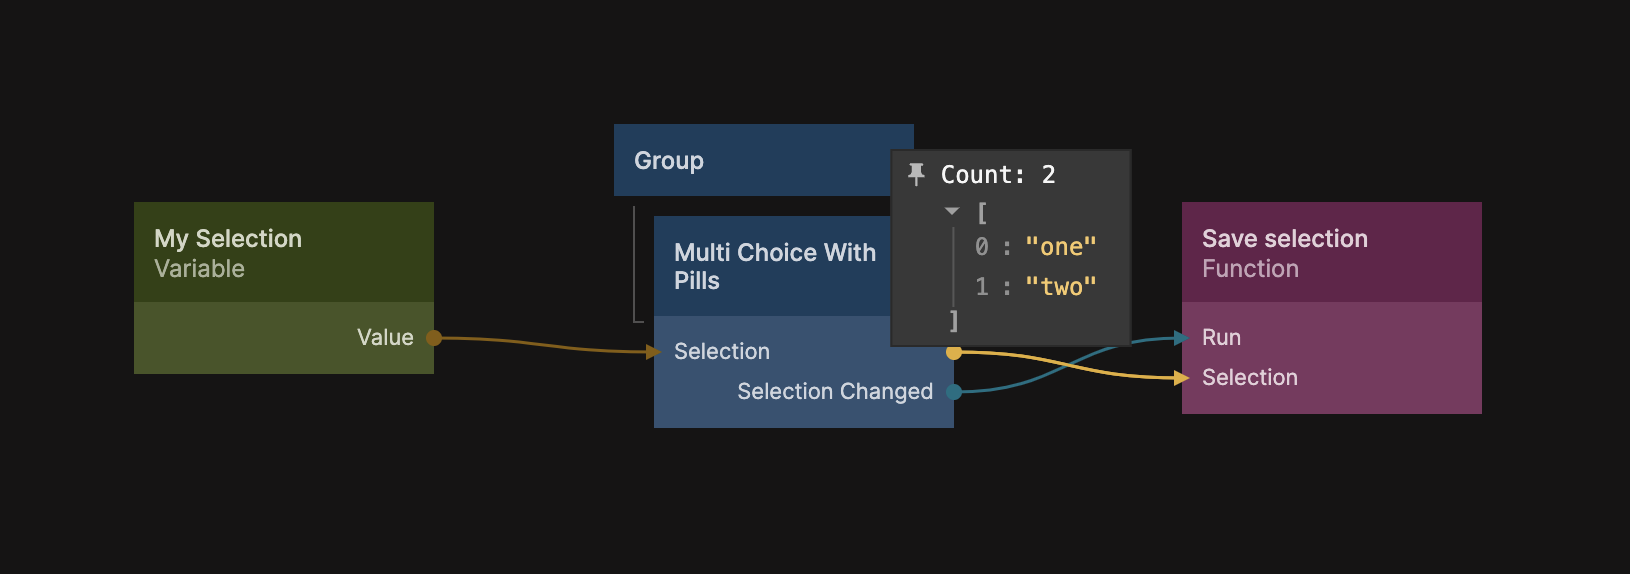 My Selection
Variable
Value
Group
Multi Choice With
Pills
Selection
Selection Changed
Count: 2
[
0 : "one"
1 : "two"
]
Save selection
Function
Run
Selection